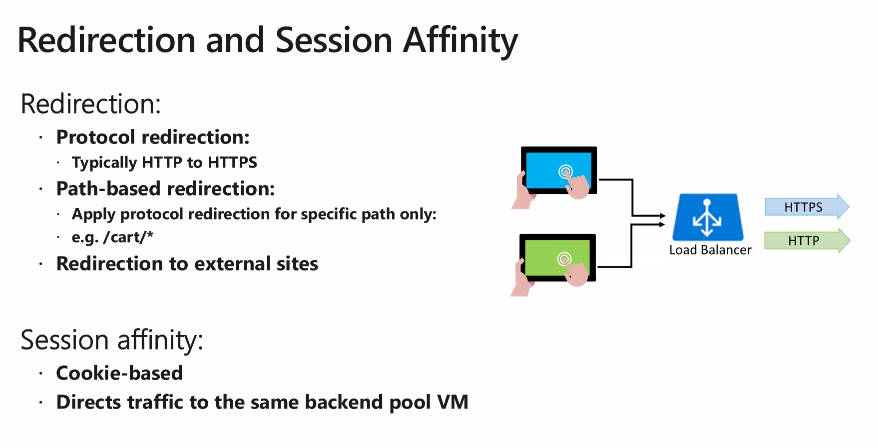 Redirection and Session Affinity
Redirection:
· Protocol redirection:
· Typically HTTP to HTTPS
· Path-based redirection:
· Apply protocol redirection for specific path only:
· e.g. /cart/*
· Redirection to external sites
HTTPS
HTTP
Load Balancer
Session affinity:
· Cookie-based
· Directs traffic to the same backend pool VM